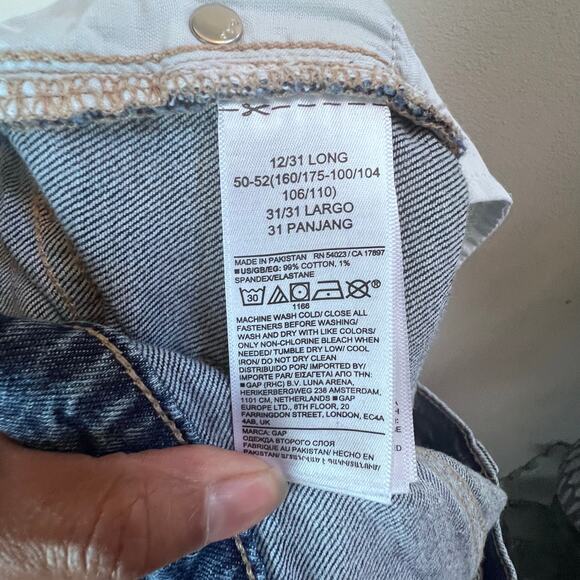 12/31 LONG
50-52(160/175-100/104
106/110)
31/31 LARGO
31 PANJANG
MADE IN PAKISTAN RN 54023/ CA 17897
■US/GB/EG: 99% COTTON, 1%
SPANDEX/ELASTANE
30
1166
MACHINE WASH COLD/ CLOSE ALL
FASTENERS BEFORE WASHING/
WASH AND DRY WITH LIKE COLORS/
ONLY NON-CHLORINE BLEACH WHEN
NEEDED/ TUMBLE DRY LOW/ COOL
IRON/ DO NOT DRY CLEAN
DISTRIBUIDO POR/ IMPORTED BY/
IMPORTE PAR/ ΕΙΣΑΓΕΤΑΙ ΑΠΟ ΤΗΝ:
■GAP (RHC) B.V. LUNA ARENA,
HERIKERBERGWEG 238 AMSTERDAM,
1101 CM, NETHERLANDS ■GAP
EUROPE LTD., 8TH FLOOR, 20
FARRINGDON STREET, LONDON, EC4A
4AB, UK
MARCA: GAP
ОДЕЖДА ВТОРОГО СЛОЯ
FABRIQUE AU PAKISTAN / HECHO EN
PAKISTAN/